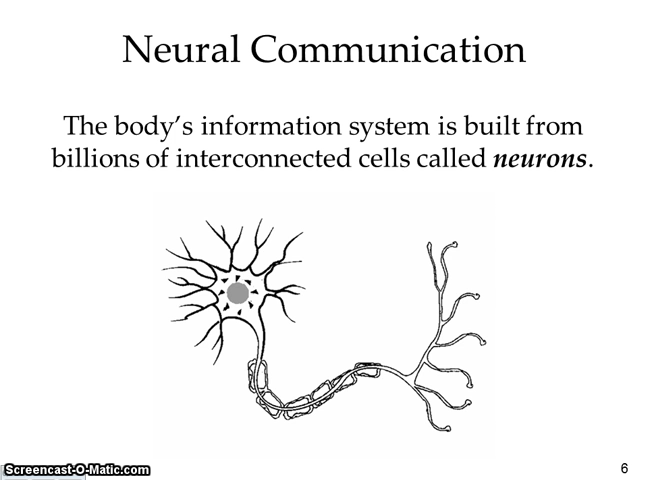 Neural Communication
The body’s information system is built from
billions of interconnected cells called neurons.
Screencast-O-Matic.com
6